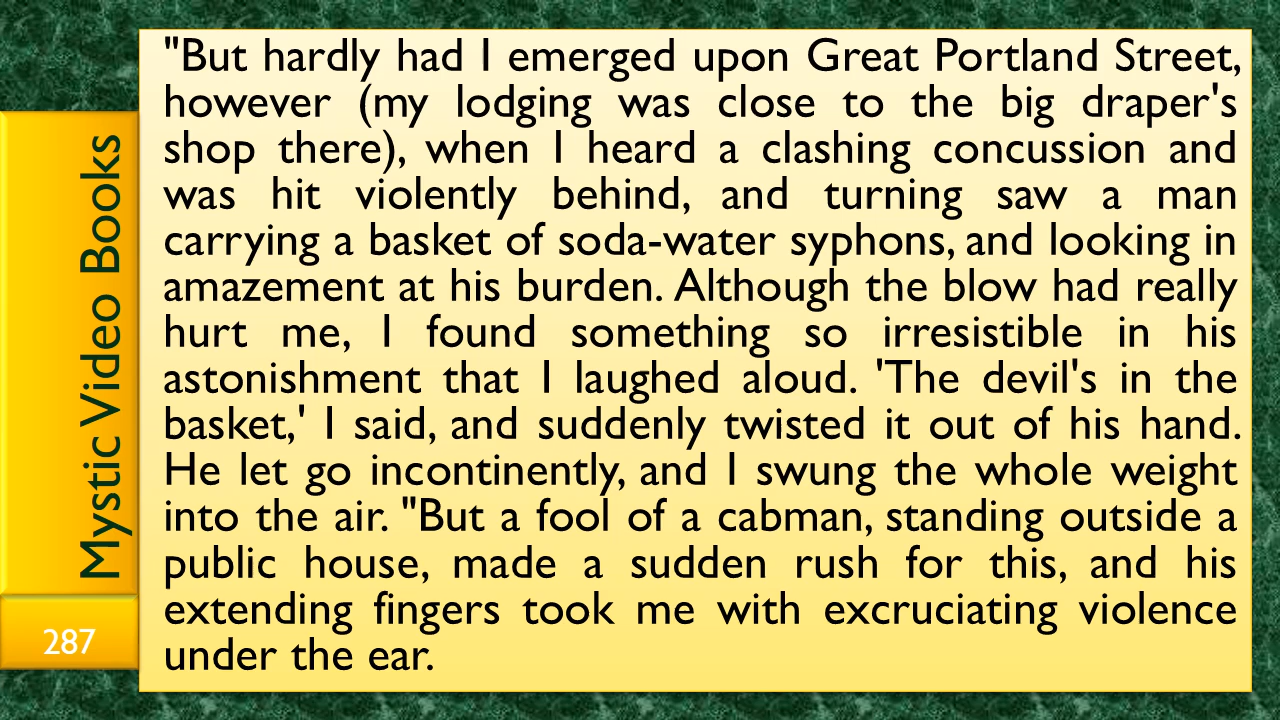 "But hardly had I emerged upon Great Portland Street,
however (my lodging was close to the big draper's
shop there), when I heard a clashing concussion and
was hit violently behind, and turning saw a man
carrying a basket of soda-water syphons, and looking in
amazement at his burden. Although the blow had really
hurt me, I found something so irresistible in his
astonishment that I laughed aloud. 'The devil's in the
basket,' I said, and suddenly twisted it out of his hand.
He let go incontinently, and I swung the whole weight
into the air. "But a fool of a cabman, standing outside a
public house, made a sudden rush for this, and his
extending fingers took me with excruciating violence
under the ear.
Mystic Video Books
287